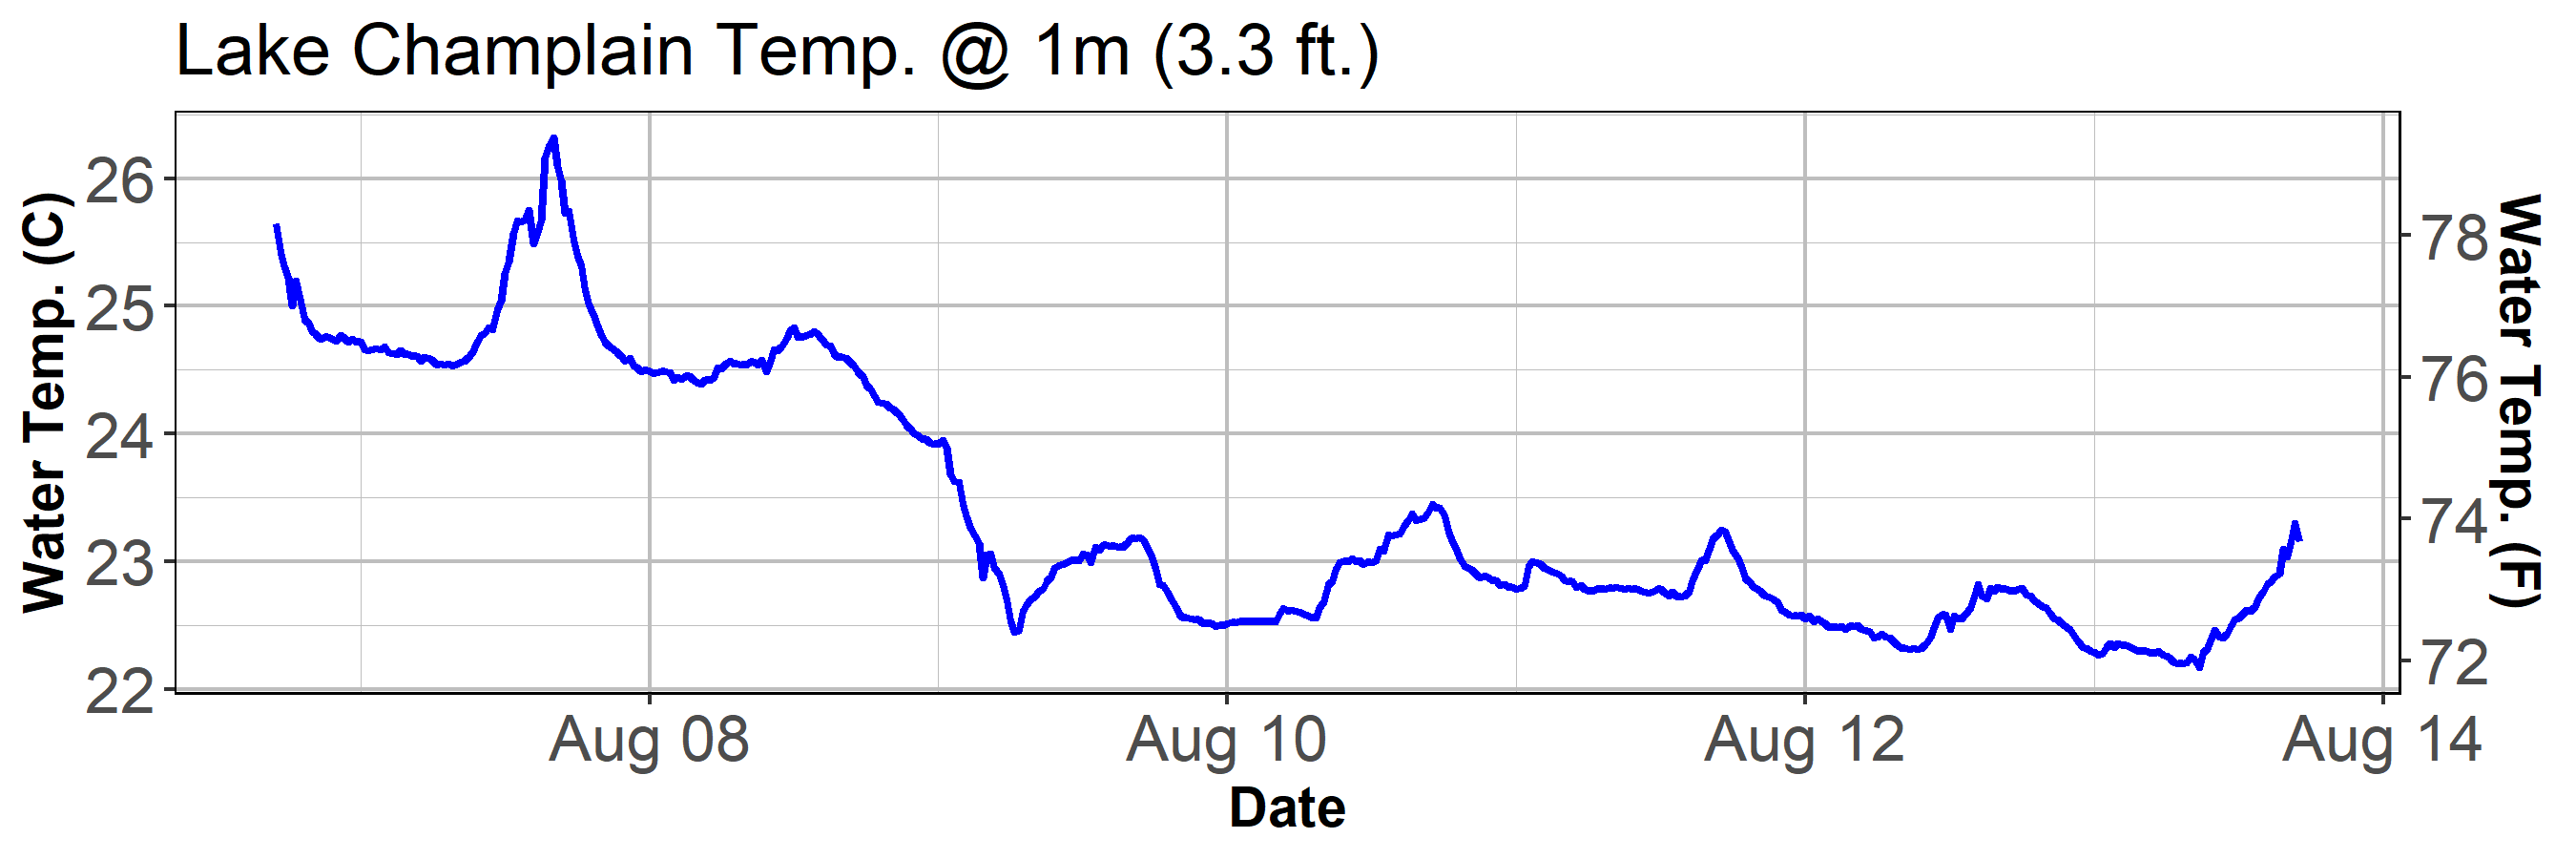 Lake Champlain Temp. @ 1m (3.3 ft.)
Water Temp. (C)
26
25
24
23
22
78
76
74
72
Water Temp. (F)
Aug 08
Aug 10
Aug 12
Aug 14
Date